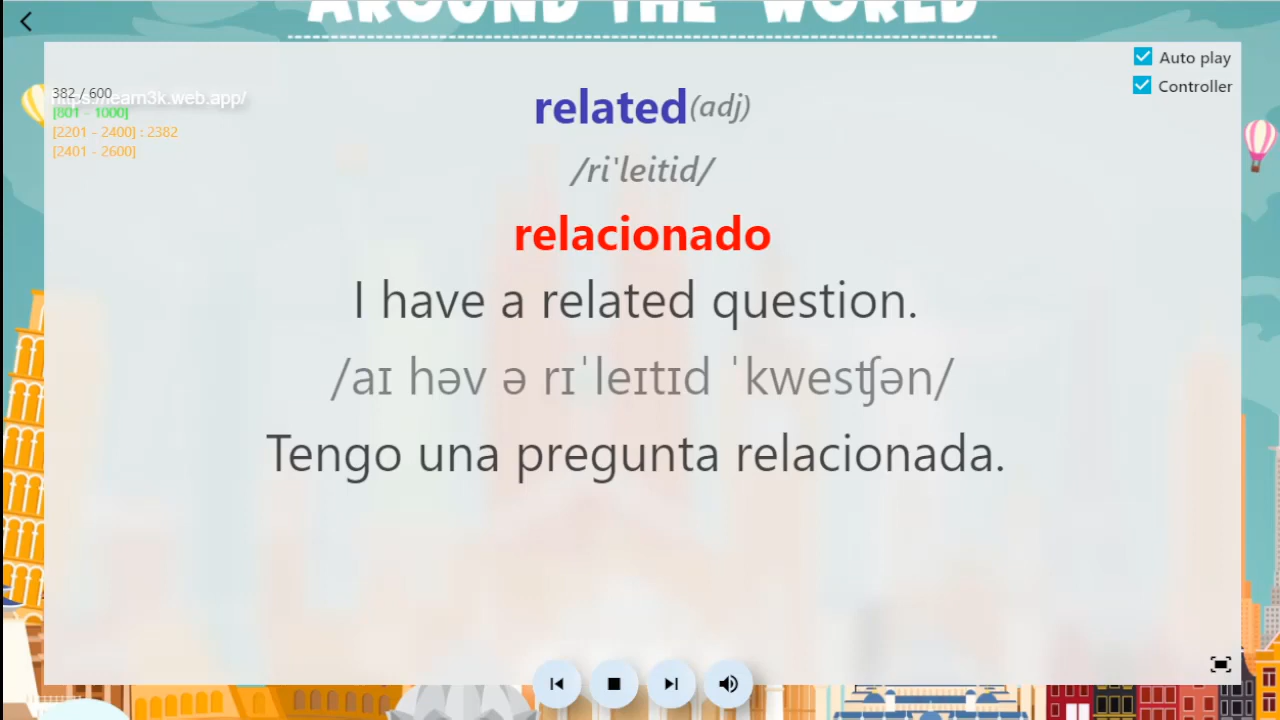 AROUND THE WORLD
Auto play
Controller
382 / 600
https://learn3k.web.app/
[801 - 1000]
[2201 - 2400] : 2382
[2401 - 2600]
related(adj)
/ri'leitid/
relacionado
I have a related question.
/aɪ həv ə rɪˈleɪtɪd ˈkwesʧən/
Tengo una pregunta relacionada.